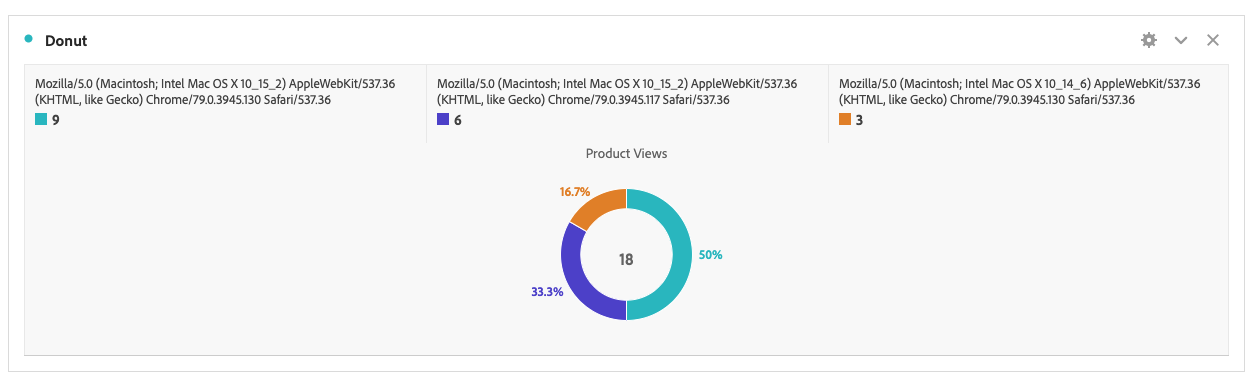 Donut
Mozilla/5.0 (Macintosh; Intel Mac OS X 10_15_2) AppleWebKit/537.36
(KHTML, like Gecko) Chrome/79.0.3945.130 Safari/537.36
9
Mozilla/5.0 (Macintosh; Intel Mac OS X 10_15_2) AppleWebKit/537.36
(KHTML, like Gecko) Chrome/79.0.3945.117 Safari/537.36
6
Mozilla/5.0 (Macintosh; Intel Mac OS X 10_14_6) AppleWebKit/537.36
(KHTML, like Gecko) Chrome/79.0.3945.130 Safari/537.36
3
Product Views
16.7%
50%
18
33.3%